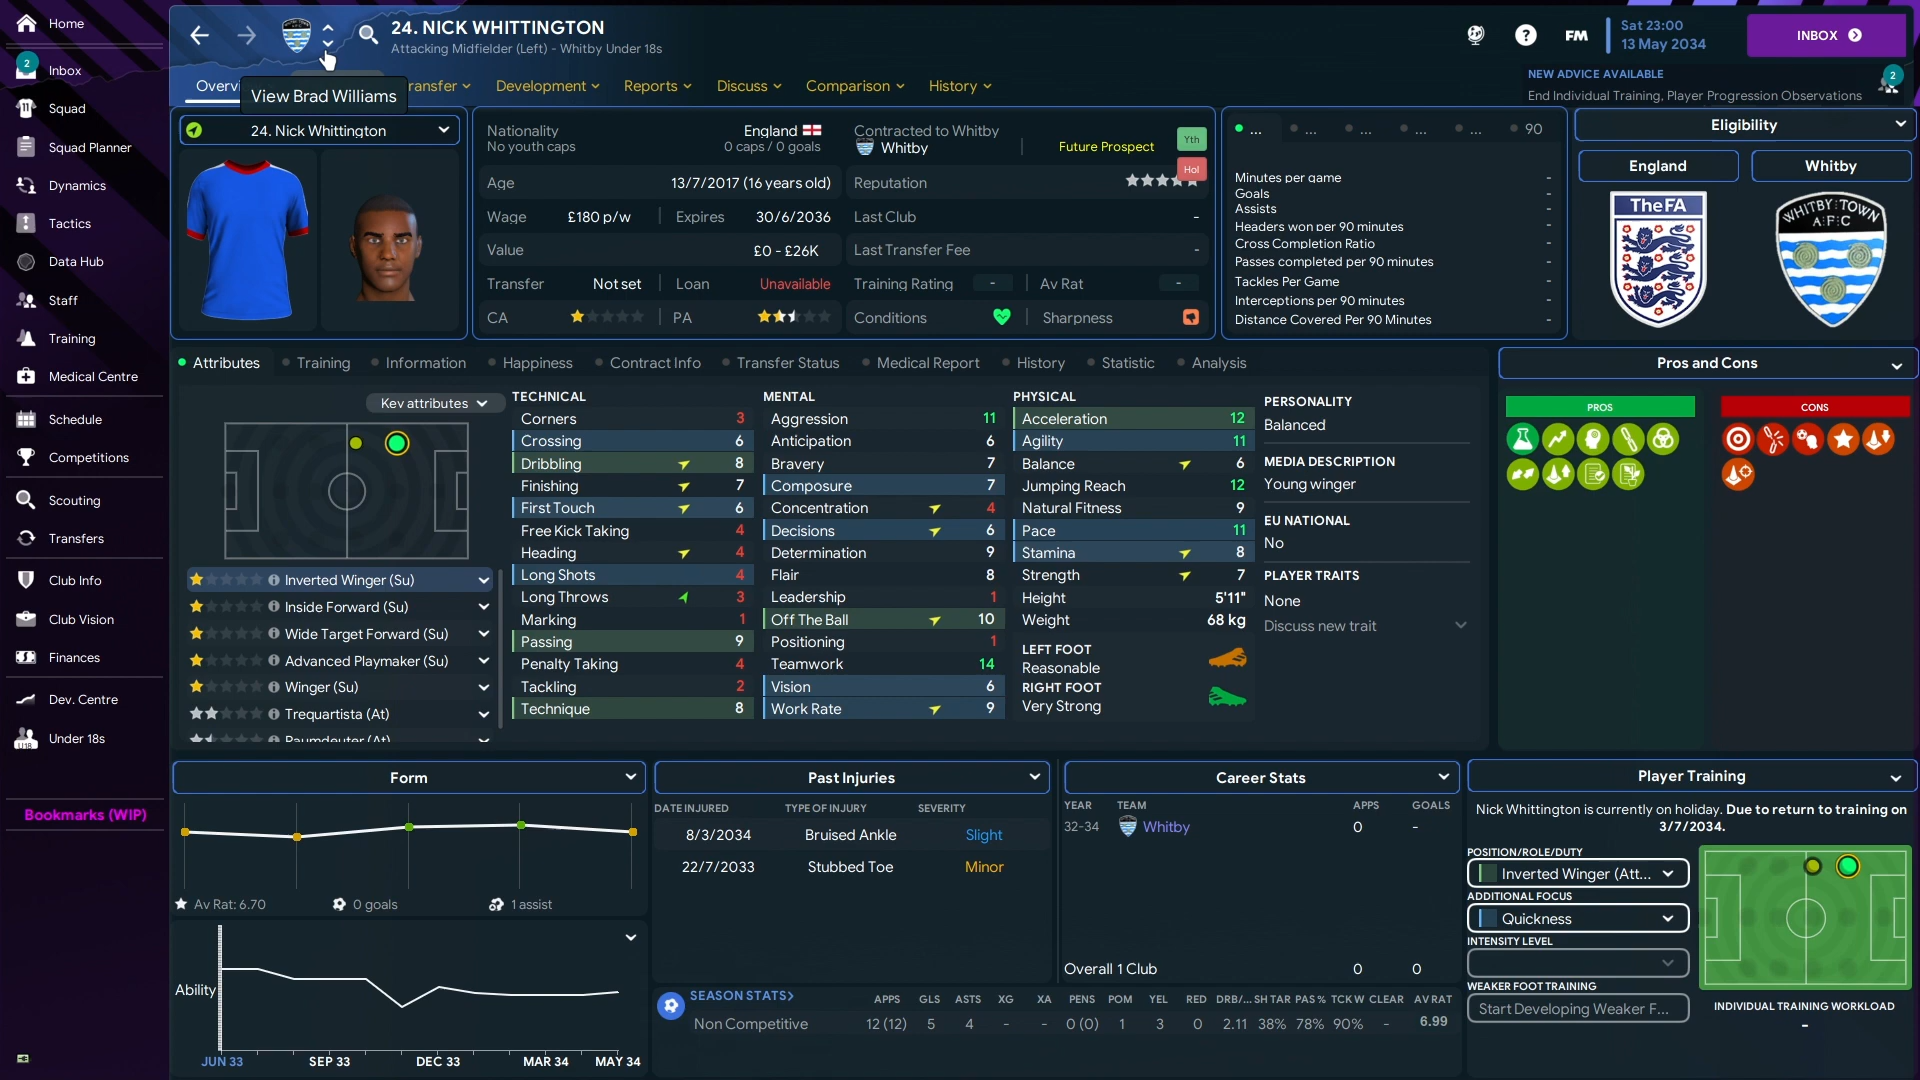 Home
2
Inbox
Squad
Squad Planner
Dynamics
Tactics
Data Hub
Staff
Training
Medical Centre
Schedule
Competitions
Scouting
Transfers
Club Info
Club Vision
Finances
Dev. Centre
Under 18s
Bookmarks (WIP)
24. NICK WHITTINGTON
Attacking Midfielder (Left) - Whitby Under 18s
FM
Sat 23:00
13 May 2034
INBOX
Overvi
View Brad Williams
ransfer
Development
Reports
Discuss
Comparison
History
NEW ADVICE AVAILABLE
End Individual Training, Player Progression Observations
2
24. Nick Whittington
Nationality England
No youth caps 0 caps / 0 goals
Age 13/7/2017 (16 years old)
Wage £180 p/w Expires 30/6/2036
Value £0 - £26K
Transfer Not set Loan Unavailable
CA PA
Contracted to Whitby
Whitby Future Prospect
Yth
Hol
Reputation
Last Club -
Last Transfer Fee -
Training Rating - Av Rat -
Conditions Sharpness
... ... ... ... ... 90
Minutes per game -
Goals -
Assists -
Headers won per 90 minutes -
Cross Completion Ratio -
Passes completed per 90 minutes -
Tackles Per Game -
Interceptions per 90 minutes -
Distance Covered Per 90 Minutes -
Eligibility
England Whitby
The FA
WHITBY TOWN
A.F.C
Attributes Training Information Happiness Contract Info Transfer Status Medical Report History Statistic Analysis
Key attributes
Inverted Winger (Su)
Inside Forward (Su)
Wide Target Forward (Su)
Advanced Playmaker (Su)
Winger (Su)
Trequartista (At)
Raumdeuter (At)
TECHNICAL
Corners 3
Crossing 6
Dribbling 8
Finishing 7
First Touch 6
Free Kick Taking 4
Heading 4
Long Shots 4
Long Throws 3
Marking 1
Passing 9
Penalty Taking 4
Tackling 2
Technique 8
MENTAL
Aggression 11
Anticipation 6
Bravery 7
Composure 7
Concentration 4
Decisions 6
Determination 9
Flair 8
Leadership 1
Off The Ball 10
Positioning 1
Teamwork 14
Vision 6
Work Rate 9
PHYSICAL
Acceleration 12
Agility 11
Balance 6
Jumping Reach 12
Natural Fitness 9
Pace 11
Stamina 8
Strength 7
Height 5'11"
Weight 68 kg
LEFT FOOT
Reasonable
RIGHT FOOT
Very Strong
PERSONALITY
Balanced
MEDIA DESCRIPTION
Young winger
EU NATIONAL
No
PLAYER TRAITS
None
Discuss new trait
Pros and Cons
PROS
CONS
Form
Av Rat: 6.70 0 goals 1 assist
Ability
JUN 33 SEP 33 DEC 33 MAR 34 MAY 34
Past Injuries
DATE INJURED TYPE OF INJURY SEVERITY
8/3/2034 Bruised Ankle Slight
22/7/2033 Stubbed Toe Minor
Career Stats
YEAR TEAM APPS GOALS
32-34 Whitby 0 -
Overall 1 Club 0 0
SEASON STATS> APPS GLS ASTS XG XA PENS POM YEL RED DRB/... SH TAR PAS % TCK W CLEAR AV RAT
Non Competitive 12 (12) 5 4 - - 0 (0) 1 3 0 2.11 38% 78% 90% - 6.99
Player Training
Nick Whittington is currently on holiday. Due to return to training on
3/7/2034.
POSITION/ROLE/DUTY
Inverted Winger (Att...
ADDITIONAL FOCUS
Quickness
INTENSITY LEVEL
WEAKER FOOT TRAINING
Start Developing Weaker F...
INDIVIDUAL TRAINING WORKLOAD
-